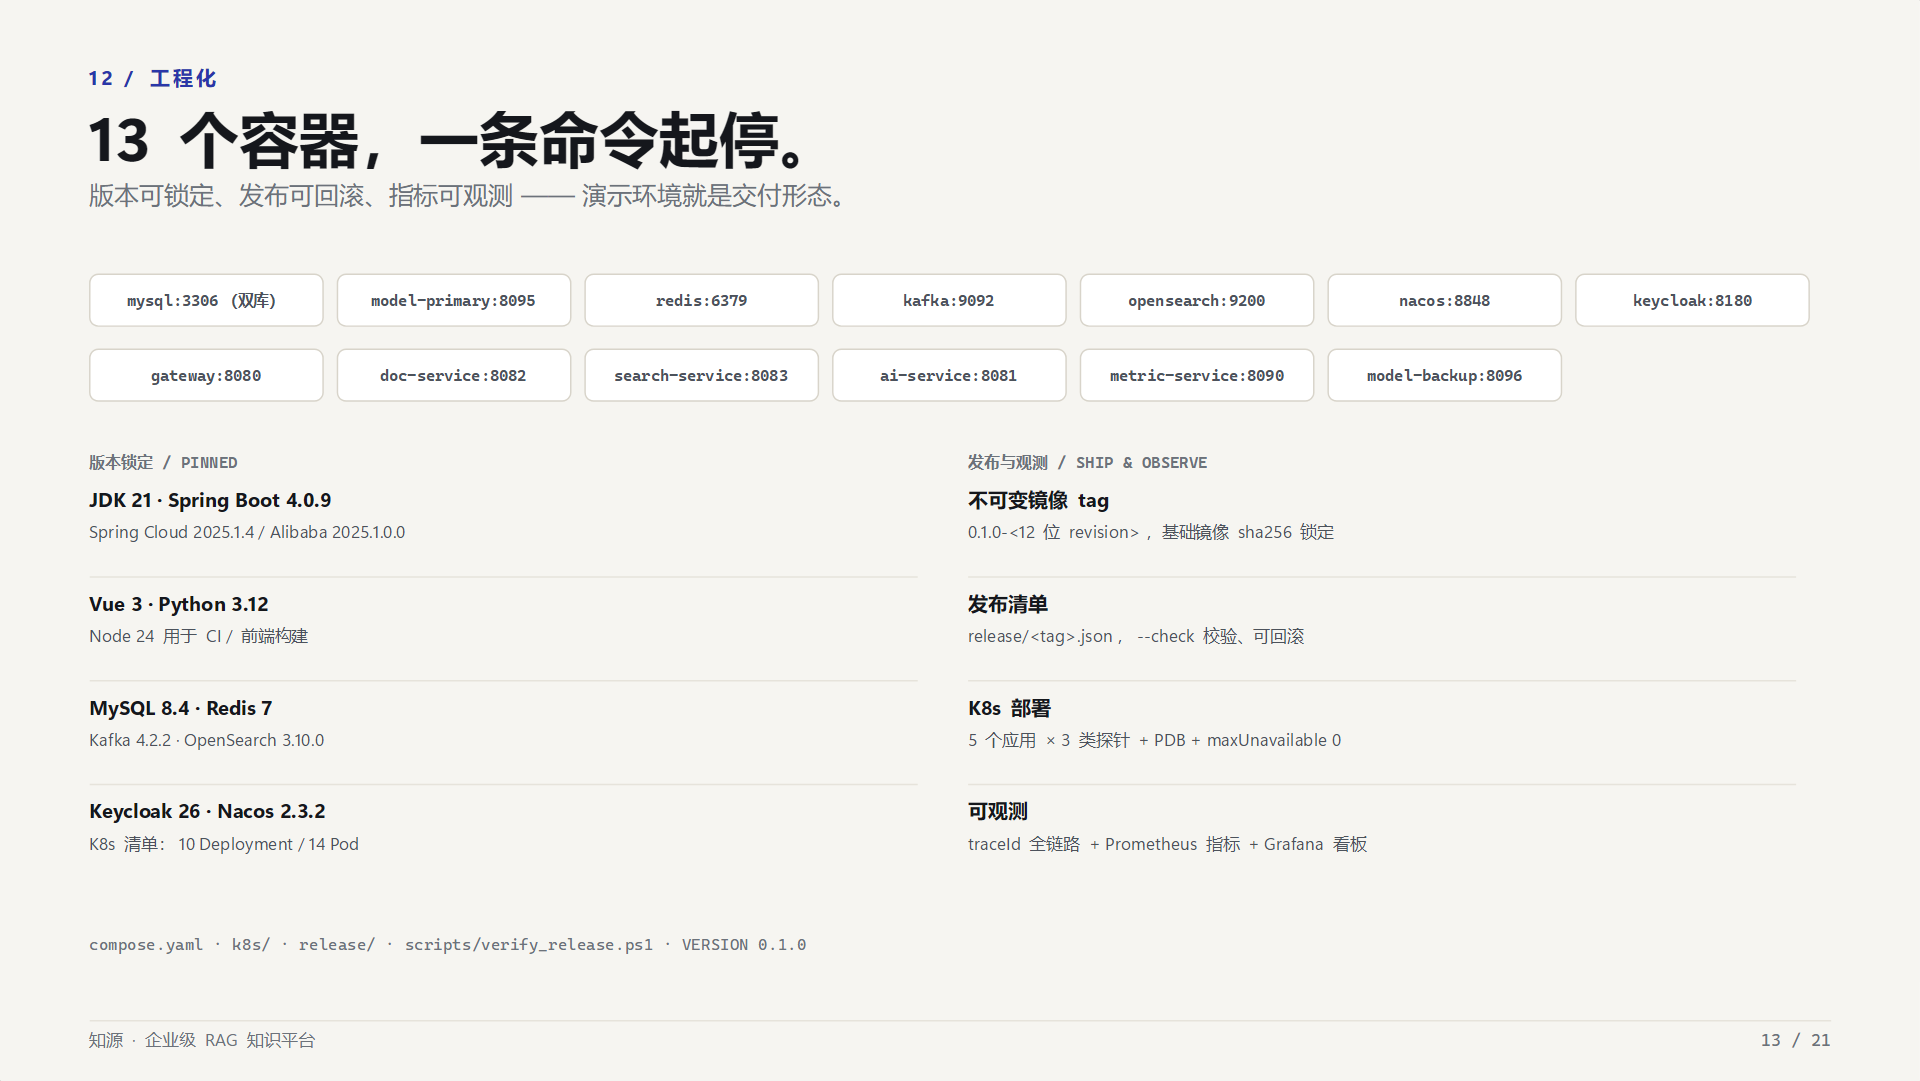 12 / 工程化
13 个容器，一条命令起停。
版本可锁定、发布可回滚、指标可观测 —— 演示环境就是交付形态。
mysql:3306 (双库)
model-primary:8095
redis:6379
kafka:9092
opensearch:9200
nacos:8848
keycloak:8180
gateway:8080
doc-service:8082
search-service:8083
ai-service:8081
metric-service:8090
model-backup:8096
版本锁定 / PINNED
JDK 21 · Spring Boot 4.0.9
Spring Cloud 2025.1.4 / Alibaba 2025.1.0.0
Vue 3 · Python 3.12
Node 24 用于 CI / 前端构建
MySQL 8.4 · Redis 7
Kafka 4.2.2 · OpenSearch 3.10.0
Keycloak 26 · Nacos 2.3.2
K8s 清单：10 Deployment / 14 Pod
发布与观测 / SHIP & OBSERVE
不可变镜像 tag
0.1.0-<12 位 revision>，基础镜像 sha256 锁定
发布清单
release/<tag>.json，--check 校验、可回滚
K8s 部署
5 个应用 × 3 类探针 + PDB + maxUnavailable 0
可观测
traceId 全链路 + Prometheus 指标 + Grafana 看板
compose.yaml · k8s/ · release/ · scripts/verify_release.ps1 · VERSION 0.1.0
知源 · 企业级 RAG 知识平台
13 / 21